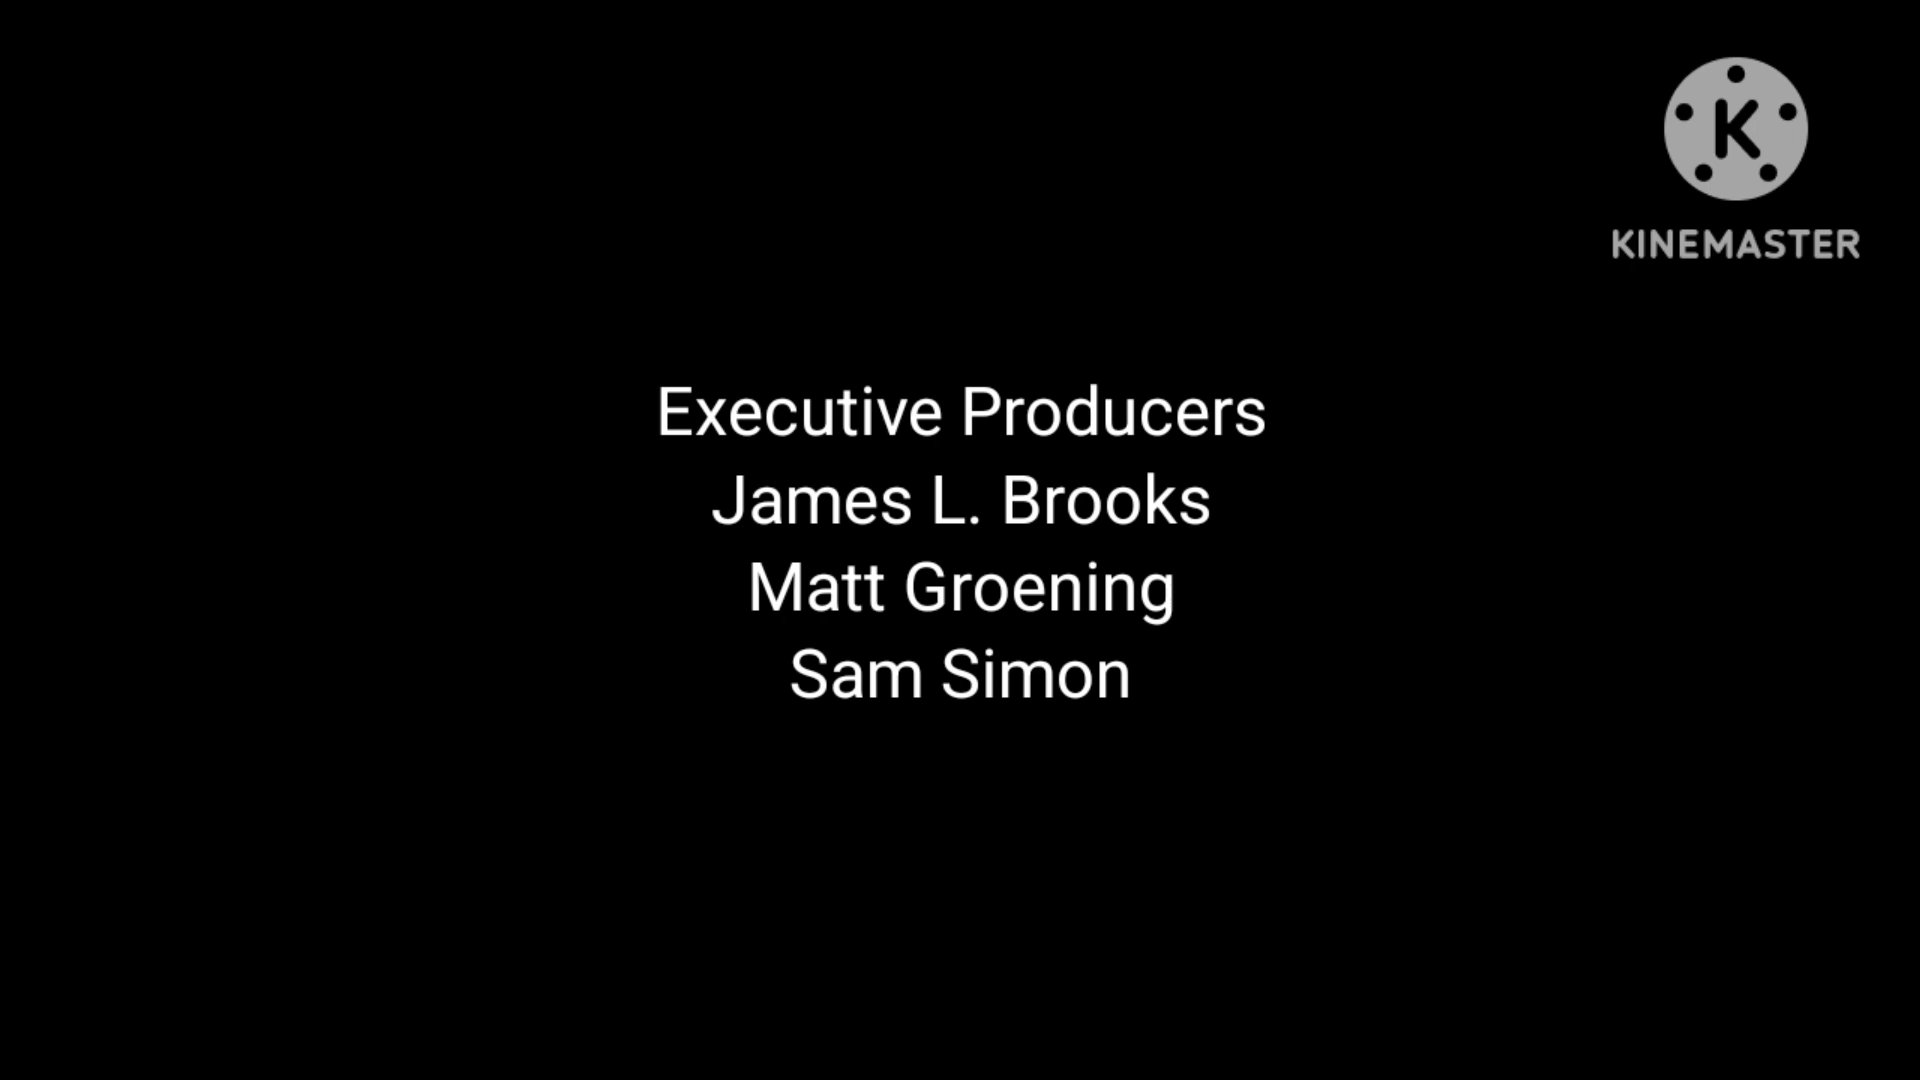 K
KINEMASTER
Executive Producers
James L. Brooks
Matt Groening
Sam Simon